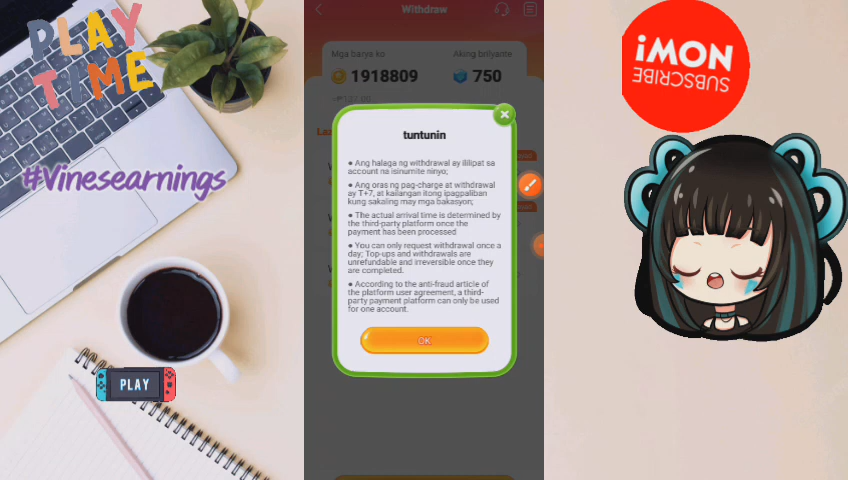 PLAY
TIME
#Vinesearnings
PLAY
Withdraw
Mga barya ko
Aking brilyante
1918809
750
tuntunin
● Ang halaga ng withdrawal ay ililipat sa
account na isinumite ninyo;
● Ang oras ng pag-charge at withdrawal
ay T+7, at kailangan itong ipagpaliban
kung sakaling may mga bakasyon;
● The actual arrival time is determined by
the third-party platform once the
payment has been processed
● You can only request withdrawal once a
day; Top-ups and withdrawals are
unrefundable and irreversible once they
are completed.
● According to the anti-fraud article of
the platform user agreement, a third-
party payment platform can only be used
for one account.
OK
iMON
SUBSCRIBE